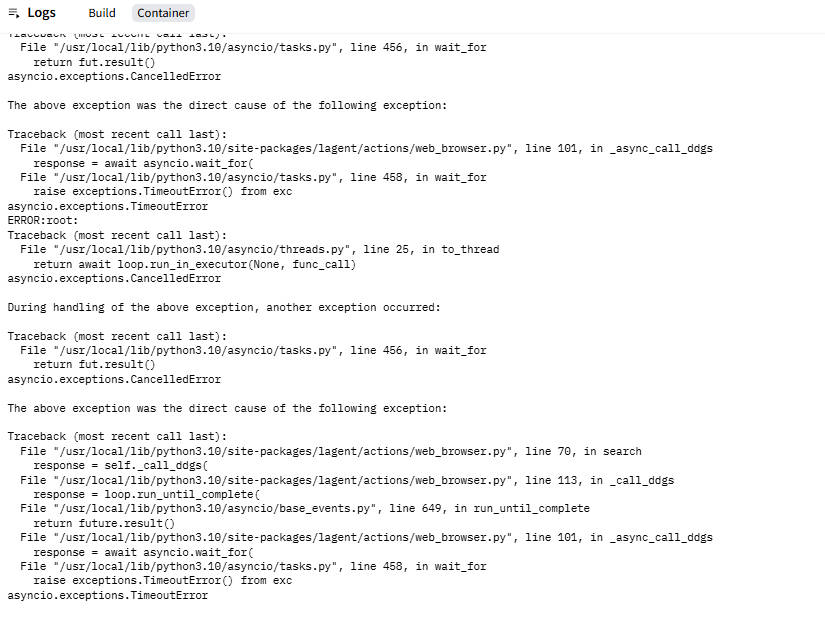 Logs Build Container
Traceback (most recent call last):
File "/usr/local/lib/python3.10/asyncio/tasks.py", line 456, in wait_for
return fut.result()
asyncio.exceptions.CancelledError
The above exception was the direct cause of the following exception:
Traceback (most recent call last):
File "/usr/local/lib/python3.10/site-packages/lagent/actions/web_browser.py", line 101, in _async_call_ddgs
response = await asyncio.wait_for(
File "/usr/local/lib/python3.10/asyncio/tasks.py", line 458, in wait_for
raise exceptions.TimeoutError() from exc
asyncio.exceptions.TimeoutError
ERROR:root:
Traceback (most recent call last):
File "/usr/local/lib/python3.10/asyncio/threads.py", line 25, in to_thread
return await loop.run_in_executor(None, func_call)
asyncio.exceptions.CancelledError
During handling of the above exception, another exception occurred:
Traceback (most recent call last):
File "/usr/local/lib/python3.10/asyncio/tasks.py", line 456, in wait_for
return fut.result()
asyncio.exceptions.CancelledError
The above exception was the direct cause of the following exception:
Traceback (most recent call last):
File "/usr/local/lib/python3.10/site-packages/lagent/actions/web_browser.py", line 70, in search
response = self._call_ddgs(
File "/usr/local/lib/python3.10/site-packages/lagent/actions/web_browser.py", line 113, in _call_ddgs
response = loop.run_until_complete(
File "/usr/local/lib/python3.10/asyncio/base_events.py", line 649, in run_until_complete
return future.result()
File "/usr/local/lib/python3.10/site-packages/lagent/actions/web_browser.py", line 101, in _async_call_ddgs
response = await asyncio.wait_for(
File "/usr/local/lib/python3.10/asyncio/tasks.py", line 458, in wait_for
raise exceptions.TimeoutError() from exc
asyncio.exceptions.TimeoutError